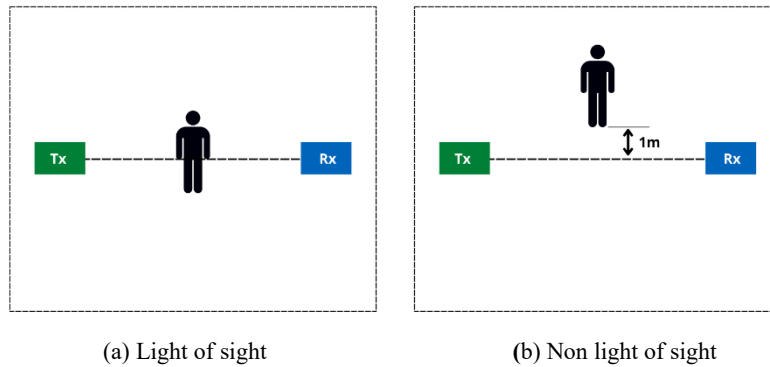 Tx
Rx
1m
Tx
Rx
(a) Light of sight
(b) Non light of sight